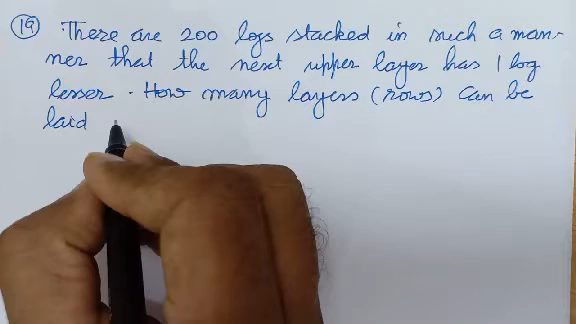 19 There are 200 logs stacked in such a man-
ner that the next upper layer has 1 log
lesser. How many layers (rows) can be
laid